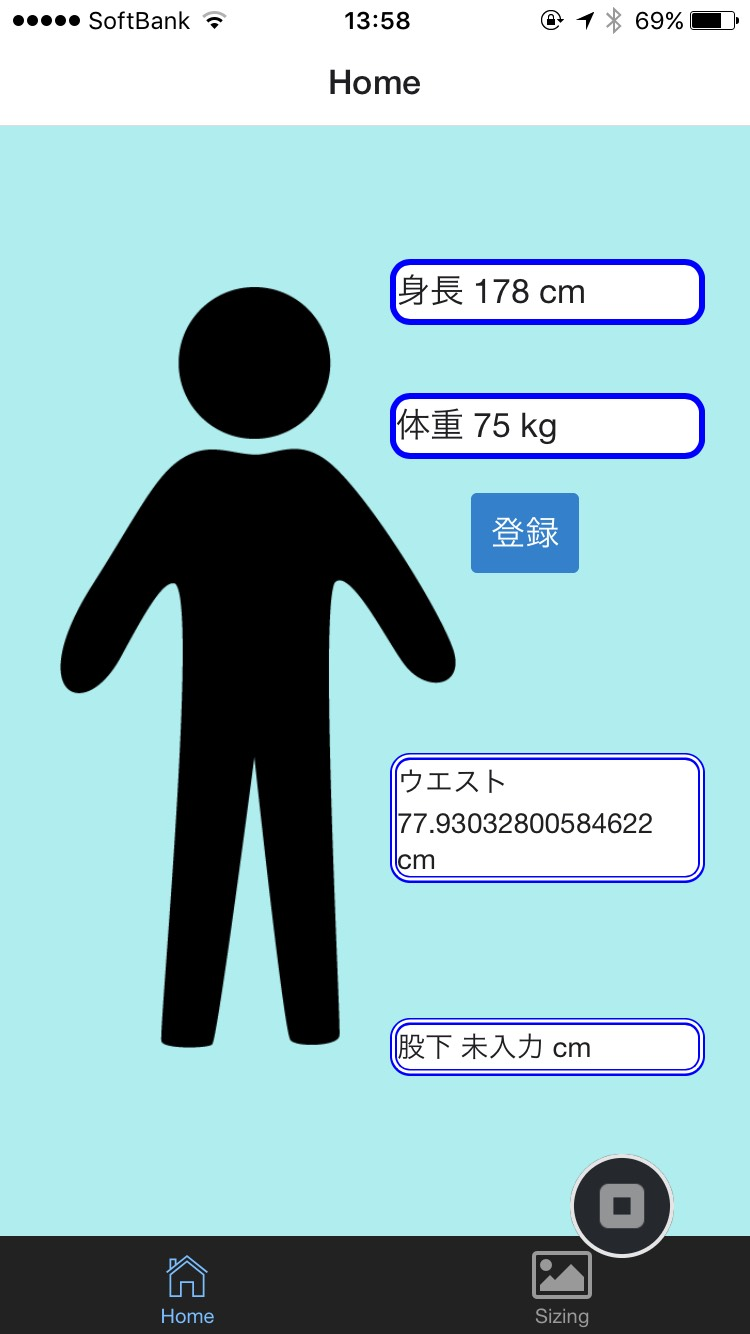 SoftBank 13:58 69%
Home
身長 178 cm
体重 75 kg
登録
ウエスト
77.93032800584622
cm
股下 未入力 cm
Home Sizing